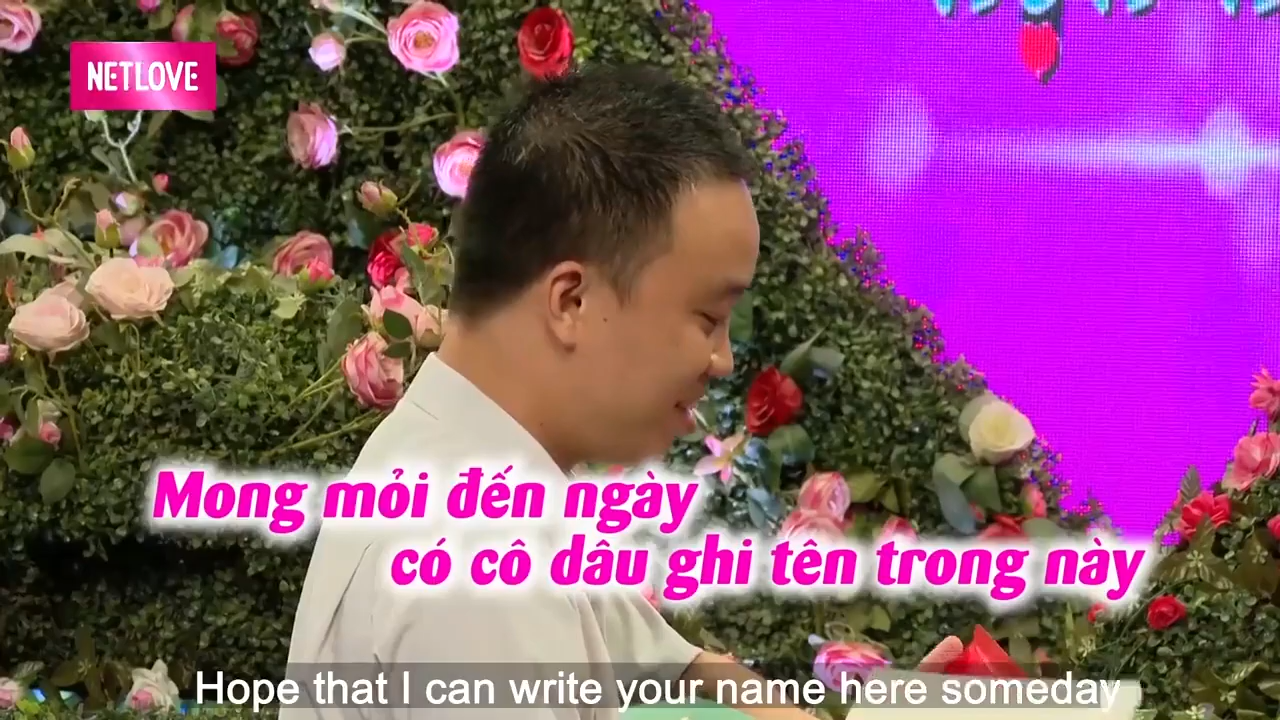 NETLOVE
Mong mỏi đến ngày
có cô dâu ghi tên trong này
Hope that I can write your name here someday